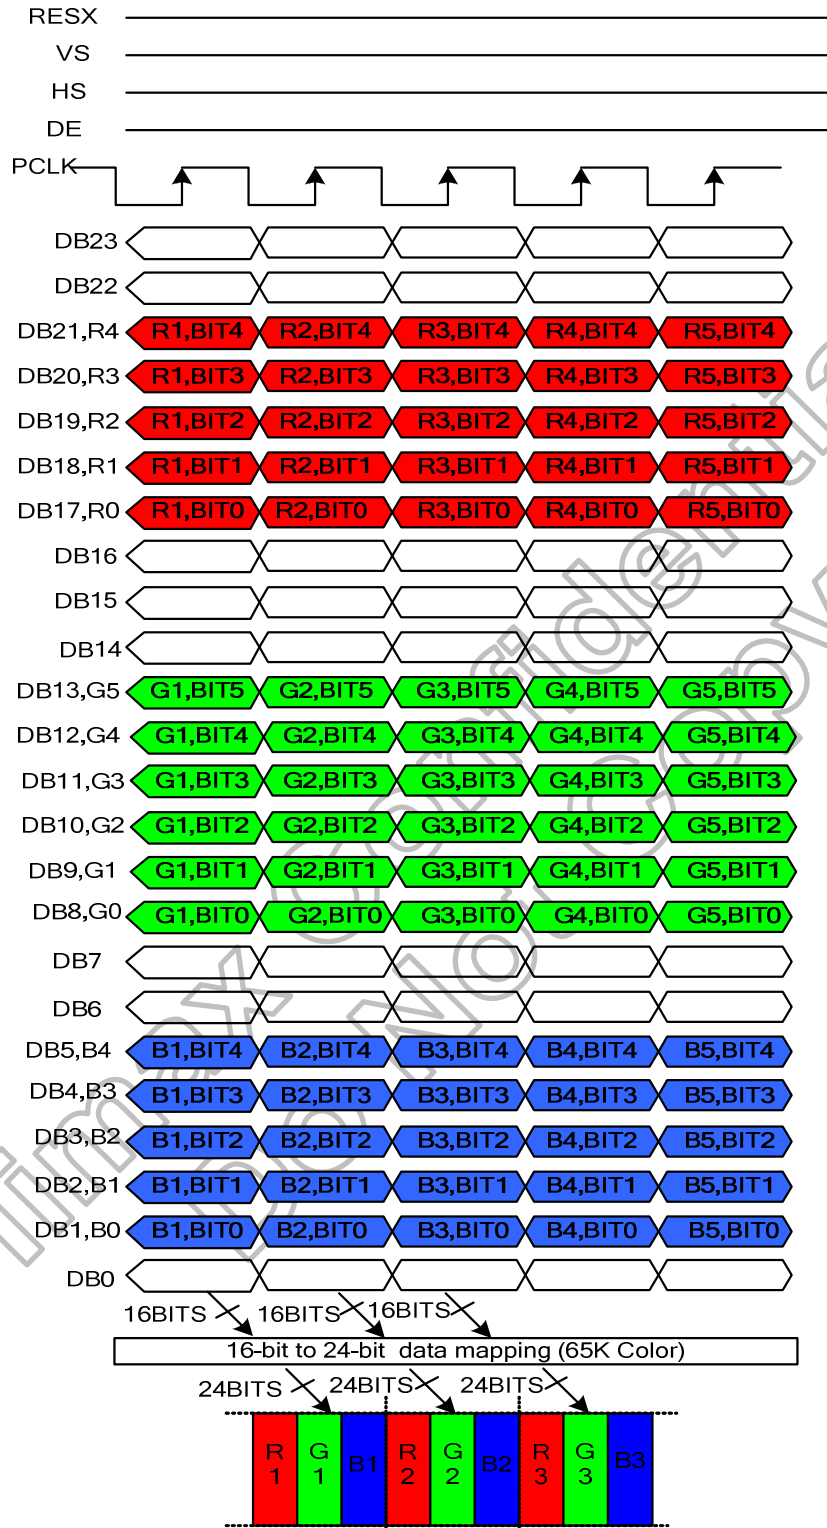 RESX
VS
HS
DE
PCLK
DB23
DB22
DB21,R4 R1,BIT4 R2,BIT4 R3,BIT4 R4,BIT4 R5,BIT4
DB20,R3 R1,BIT3 R2,BIT3 R3,BIT3 R4,BIT3 R5,BIT3
DB19,R2 R1,BIT2 R2,BIT2 R3,BIT2 R4,BIT2 R5,BIT2
DB18,R1 R1,BIT1 R2,BIT1 R3,BIT1 R4,BIT1 R5,BIT1
DB17,R0 R1,BIT0 R2,BIT0 R3,BIT0 R4,BIT0 R5,BIT0
DB16
DB15
DB14
DB13,G5 G1,BIT5 G2,BIT5 G3,BIT5 G4,BIT5 G5,BIT5
DB12,G4 G1,BIT4 G2,BIT4 G3,BIT4 G4,BIT4 G5,BIT4
DB11,G3 G1,BIT3 G2,BIT3 G3,BIT3 G4,BIT3 G5,BIT3
DB10,G2 G1,BIT2 G2,BIT2 G3,BIT2 G4,BIT2 G5,BIT2
DB9,G1 G1,BIT1 G2,BIT1 G3,BIT1 G4,BIT1 G5,BIT1
DB8,G0 G1,BIT0 G2,BIT0 G3,BIT0 G4,BIT0 G5,BIT0
DB7
DB6
DB5,B4 B1,BIT4 B2,BIT4 B3,BIT4 B4,BIT4 B5,BIT4
DB4,B3 B1,BIT3 B2,BIT3 B3,BIT3 B4,BIT3 B5,BIT3
DB3,B2 B1,BIT2 B2,BIT2 B3,BIT2 B4,BIT2 B5,BIT2
DB2,B1 B1,BIT1 B2,BIT1 B3,BIT1 B4,BIT1 B5,BIT1
DB1,B0 B1,BIT0 B2,BIT0 B3,BIT0 B4,BIT0 B5,BIT0
DB0
16BITS 16BITS 16BITS
16-bit to 24-bit data mapping (65K Color)
24BITS 24BITS 24BITS
R1 G1 B1 R2 G2 B2 R3 G3 B3
imax Confidentia
Do Not Copy